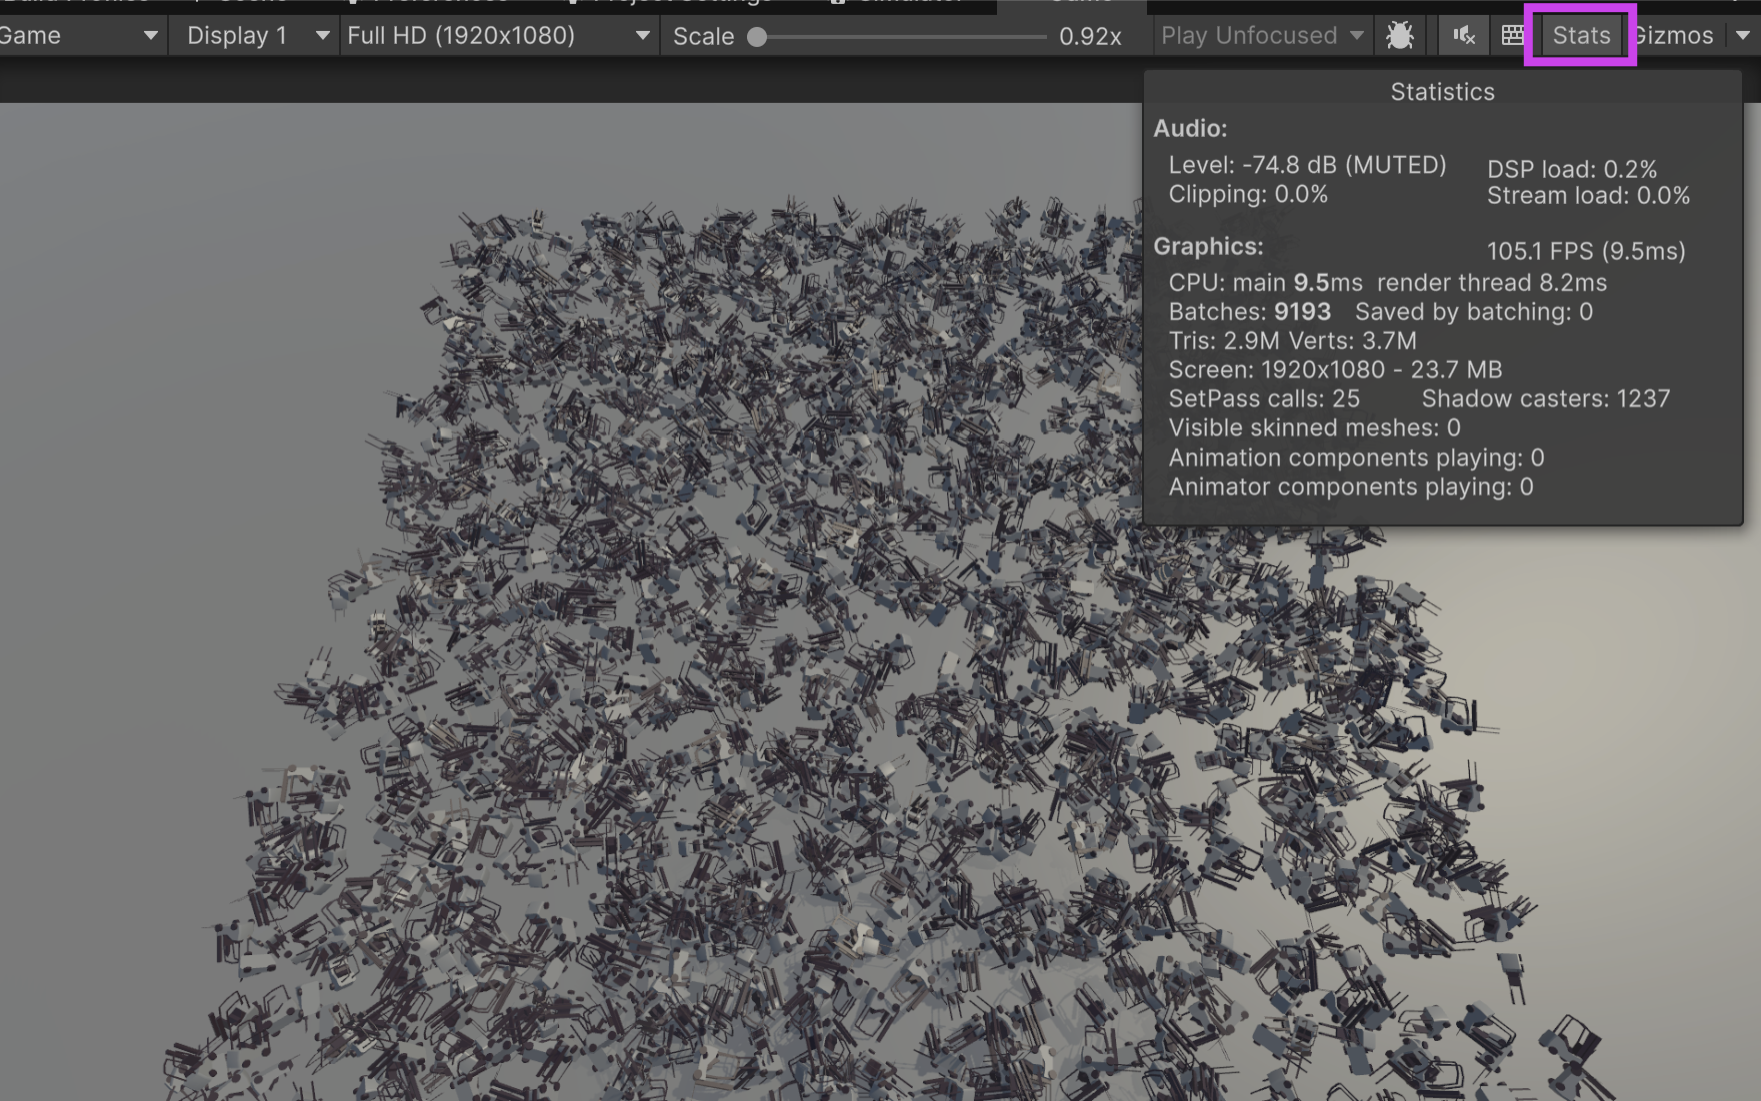 Game
Display 1
Full HD (1920x1080)
Scale
0.92x
Play Unfocused
Stats
Gizmos
Statistics
Audio:
Level: -74.8 dB (MUTED)
DSP load: 0.2%
Clipping: 0.0%
Stream load: 0.0%
Graphics:
105.1 FPS (9.5ms)
CPU: main 9.5ms render thread 8.2ms
Batches: 9193 Saved by batching: 0
Tris: 2.9M Verts: 3.7M
Screen: 1920x1080 - 23.7 MB
SetPass calls: 25 Shadow casters: 1237
Visible skinned meshes: 0
Animation components playing: 0
Animator components playing: 0